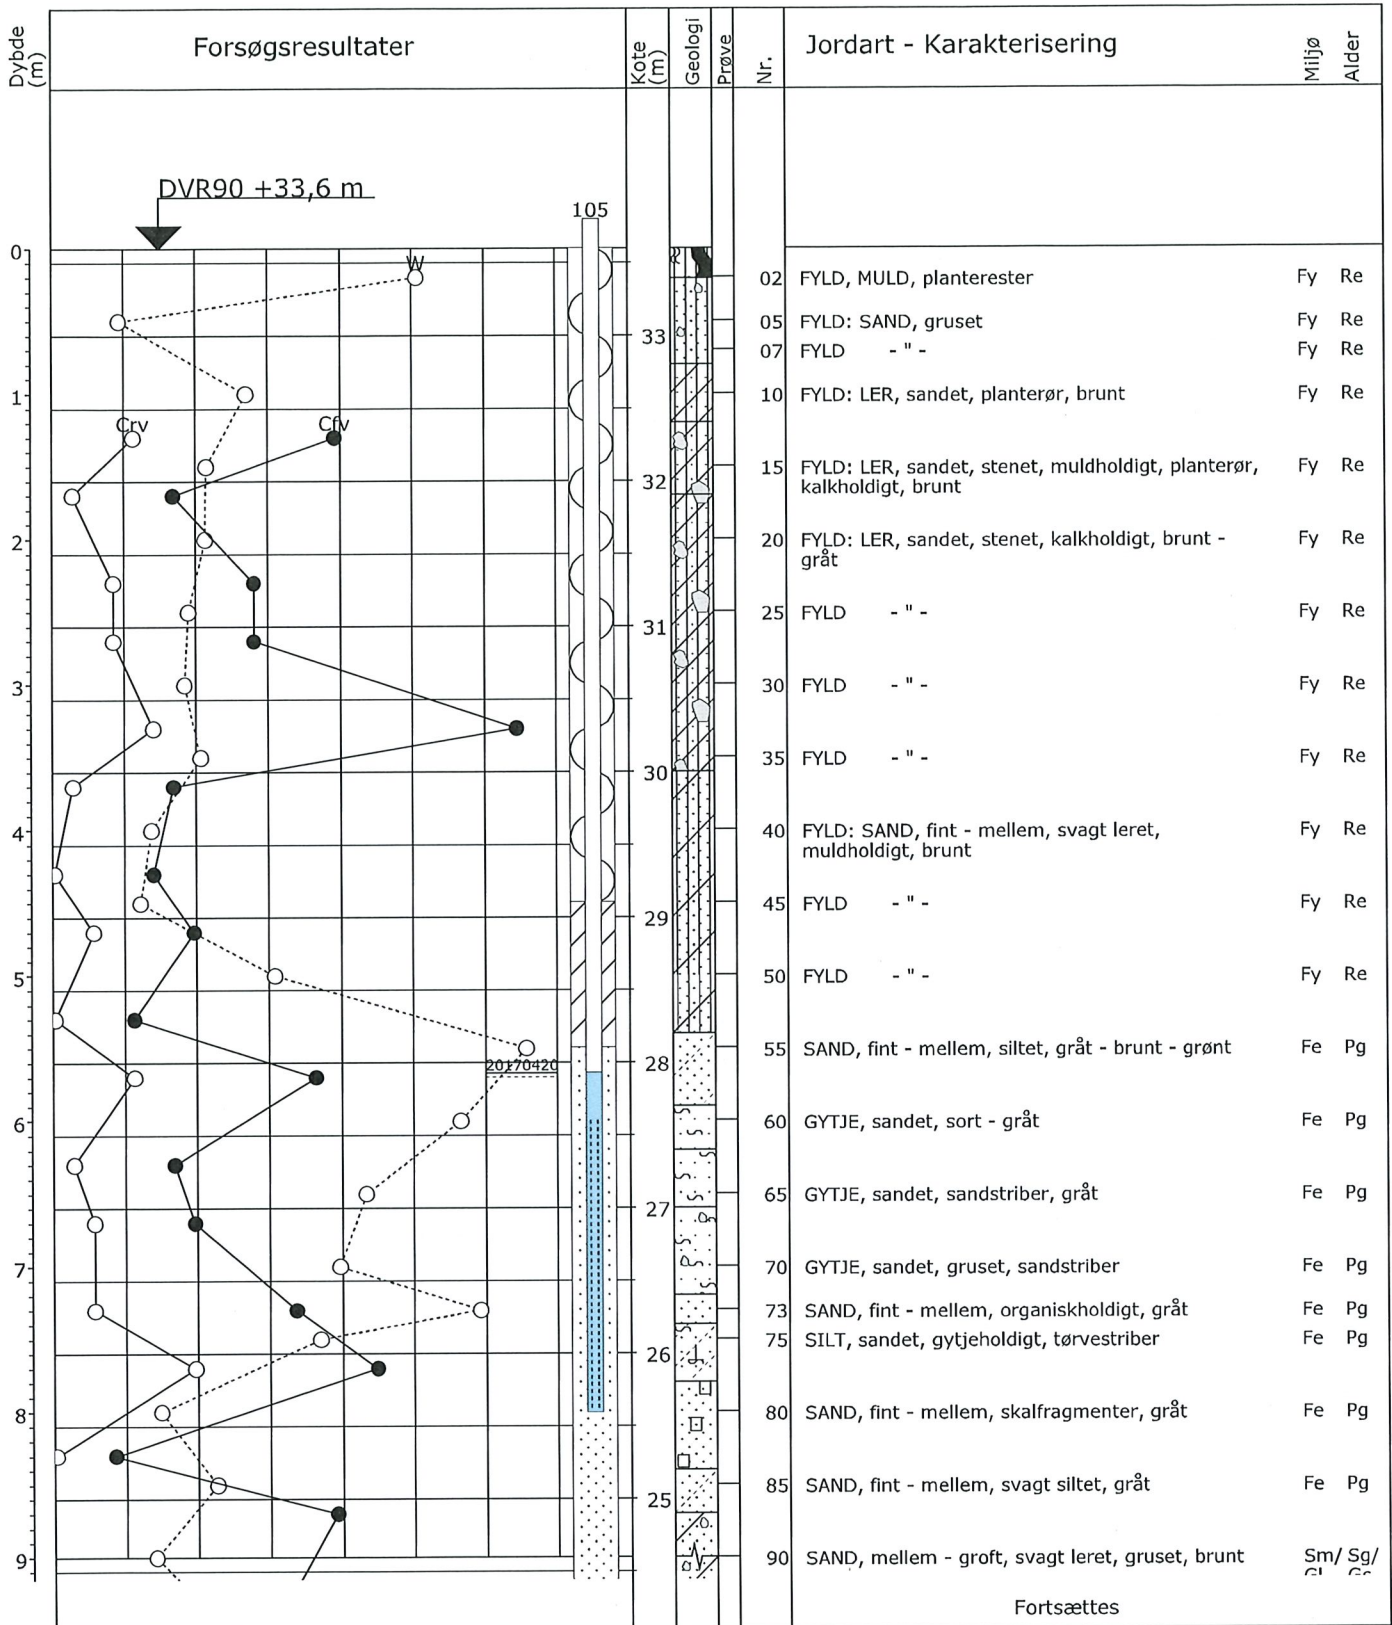 Dybde (m)
Forsøgsresultater
Kote (m)
Geologi
Prøve
Nr.
Jordart - Karakterisering
Miljø
Alder
DVR90 +33,6 m
105
0
W
02 FYLD, MULD, planterester Fy Re
05 FYLD: SAND, gruset Fy Re
33
07 FYLD - " - Fy Re
1
10 FYLD: LER, sandet, planterør, brunt Fy Re
Crv Cfv
15 FYLD: LER, sandet, stenet, muldholdigt, planterør, Fy Re
kalkholdigt, brunt
32
2
20 FYLD: LER, sandet, stenet, kalkholdigt, brunt - Fy Re
gråt
25 FYLD - " - Fy Re
31
3
30 FYLD - " - Fy Re
35 FYLD - " - Fy Re
30
4
40 FYLD: SAND, fint - mellem, svagt leret, Fy Re
muldholdigt, brunt
45 FYLD - " - Fy Re
29
5
50 FYLD - " - Fy Re
55 SAND, fint - mellem, siltet, gråt - brunt - grønt Fe Pg
28
20170420
6
60 GYTJE, sandet, sort - gråt Fe Pg
65 GYTJE, sandet, sandstriber, gråt Fe Pg
27
7
70 GYTJE, sandet, gruset, sandstriber Fe Pg
73 SAND, fint - mellem, organiskholdigt, gråt Fe Pg
75 SILT, sandet, gytjeholdigt, tørvestriber Fe Pg
26
8
80 SAND, fint - mellem, skalfragmenter, gråt Fe Pg
85 SAND, fint - mellem, svagt siltet, gråt Fe Pg
25
9
90 SAND, mellem - groft, svagt leret, gruset, brunt Sm/ Sg/
Fortsættes